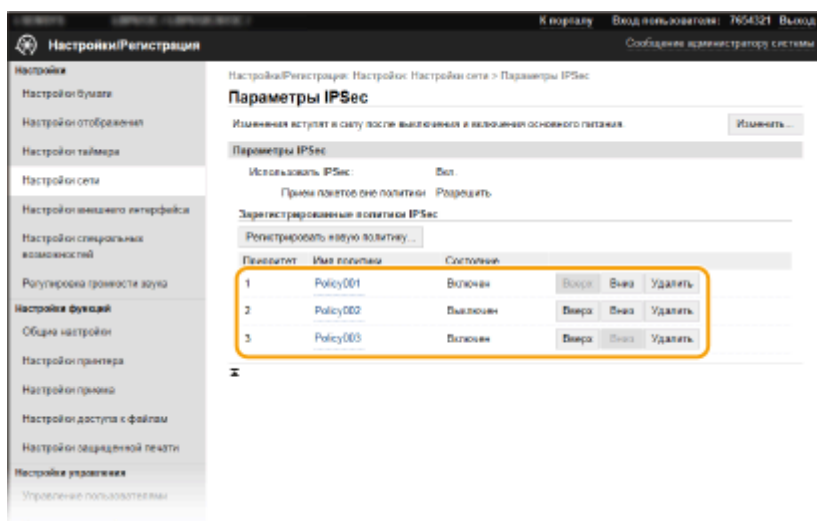 К порталу Вход пользователя: 7654321 Выход
Настройки/Регистрация
Сообщение администратору системы
Настройки
Настройки бумаги
Настройки отображения
Настройки таймера
Настройки сети
Настройки внешнего интерфейса
Настройки специальных
возможностей
Регулировка громкости звука
Настройки функций
Общие настройки
Настройки принтера
Настройки приема
Настройки доступа к файлам
Настройки защищенной печати
Настройки управления
Управление пользователями
Настройки/Регистрация: Настройки: Настройки сети > Параметры IPSec
Параметры IPSec
Изменения вступят в силу после выключения и включения основного питания.
Изменить...
Параметры IPSec
Использовать IPSec: Вкл.
Прием пакетов вне политики: Разрешить
Зарегистрированные политики IPSec
Регистрировать новую политику...
Приоритет Имя политики Состояние
1 Policy001 Включен Вверх Вниз Удалить
2 Policy002 Выключен Вверх Вниз Удалить
3 Policy003 Включен Вверх Вниз Удалить